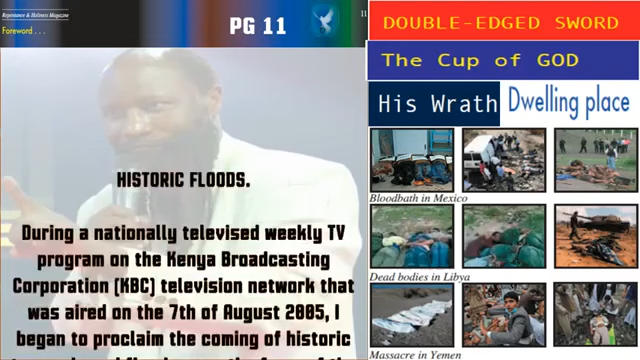 Repentance & Holiness Magazine
Foreword . . .
PG 11
11
HISTORIC FLOODS.
During a nationally televised weekly TV
program on the Kenya Broadcasting
Corporation (KBC) television network that
was aired on the 7th of August 2005, I
began to proclaim the coming of historic
DOUBLE-EDGED SWORD
The Cup of GOD
His Wrath
Dwelling place
Bloodbath in Mexico
Dead bodies in Libya
Massacre in Yemen